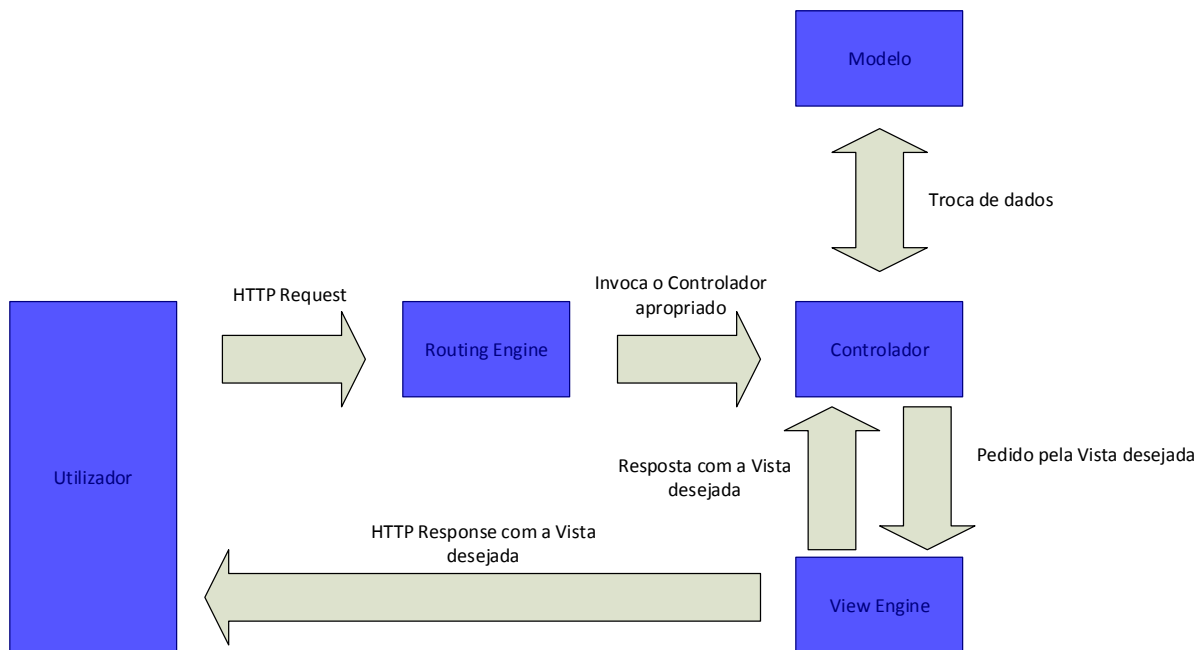 Modelo
Troca de dados
HTTP Request
Invoca o Controlador
apropriado
Routing Engine
Controlador
Utilizador
Resposta com a Vista
desejada
Pedido pela Vista desejada
HTTP Response com a Vista
desejada
View Engine